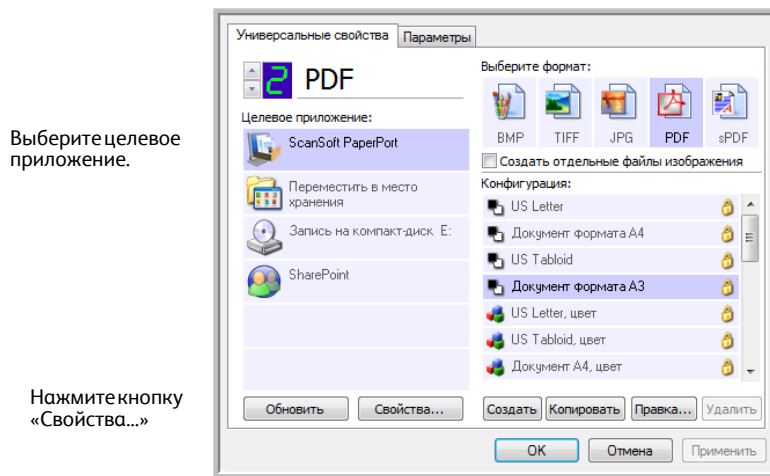 Универсальные свойства
Параметры
2 PDF
Выберите формат:
BMP TIFF JPG PDF sPDF
Целевое приложение:
ScanSoft PaperPort
Создать отдельные файлы изображения
Выберите целевое
приложение.
Переместить в место
хранения
Запись на компакт-диск E:
SharePoint
Конфигурация:
US Letter
Документ формата A4
US Tabloid
Документ формата A3
US Letter, цвет
US Tabloid, цвет
Документ A4, цвет
Нажмите кнопку
«Свойства...»
Обновить
Свойства...
Создать
Копировать
Правка...
Удалить
OK
Отмена
Применить